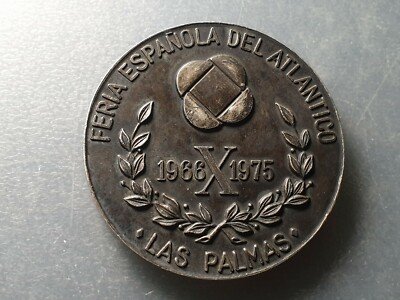 FERIA ESPAÑOLA DEL ATLANTICO
1966 X 1975
· LAS PALMAS ·